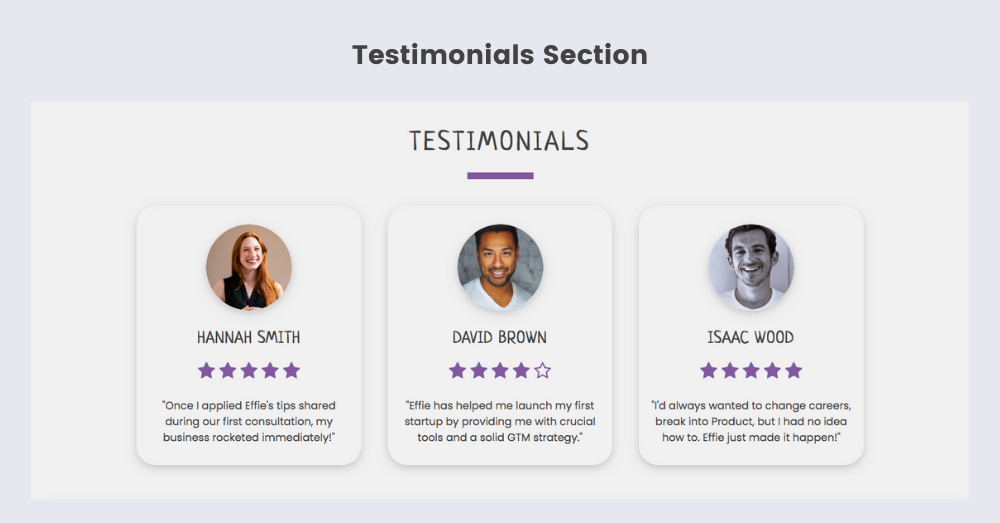 Testimonials Section
TESTIMONIALS
HANNAH SMITH
"Once I applied Effie's tips shared
during our first consultation, my
business rocketed immediately!"
DAVID BROWN
"Effie has helped me launch my first
startup by providing me with crucial
tools and a solid GTM strategy."
ISAAC WOOD
"I'd always wanted to change careers,
break into Product, but I had no idea
how to. Effie just made it happen!"